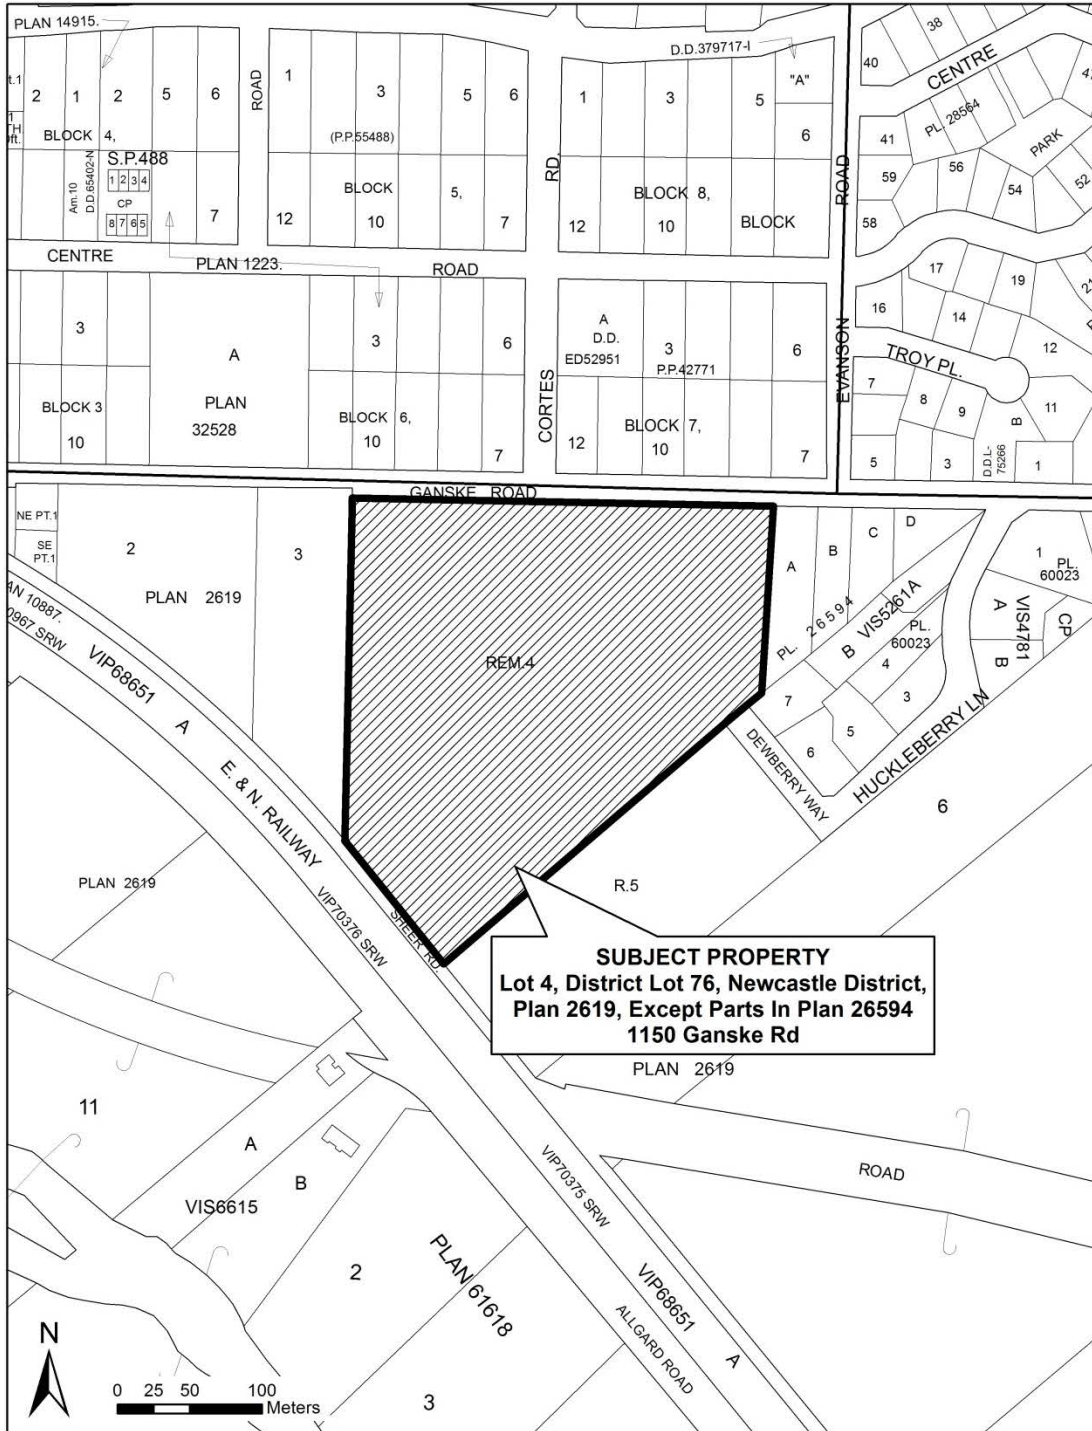 PLAN 14915.
D.D.379717-I
38
CENTRE
40
"A"
1
3
5
6
ROAD
2
1
2
5
6
1
3
5
6
PL. 28564
BLOCK 4,
(P.P.55488)
41
PARK
S.P.488
1 2 3 4
CP
8 7 6 5
Am.10
D.D.65402-N
7
12
BLOCK 5,
10
7
RD.
12
BLOCK 8,
10
BLOCK
ROAD
59
56
54
52
58
CENTRE
PLAN 1223.
ROAD
17
19
16
14
12
TROY PL.
3
A
PLAN
32528
3
6
A
D.D.
ED52951
3
P.P.42771
6
EVANSON
7
8
9
B
11
BLOCK 3
10
BLOCK 6,
10
7
CORTES
12
BLOCK 7,
10
7
5
3
D.D.L-
75266
1
GANSKE ROAD
NE PT.1
SE
PT.1
2
3
PLAN 2619
A
B
C
D
PL. 26594
B VIS5261A
PL.
60023
4
3
5
6
7
1
PL.
60023
A
VIS4781
B
CP
REM.4
VIP68651
A
E. & N. RAILWAY
DEWBERRY WAY
HUCKLEBERRY LN
6
PLAN 2619
VIP70376 SRW
SHEER RD.
R.5
SUBJECT PROPERTY
Lot 4, District Lot 76, Newcastle District,
Plan 2619, Except Parts In Plan 26594
1150 Ganske Rd
PLAN 2619
11
A
B
VIS6615
VIP70375 SRW
ROAD
2
PLAN 61618
VIP68651
A
ALLGARD ROAD
3
N
0 25 50 100
Meters